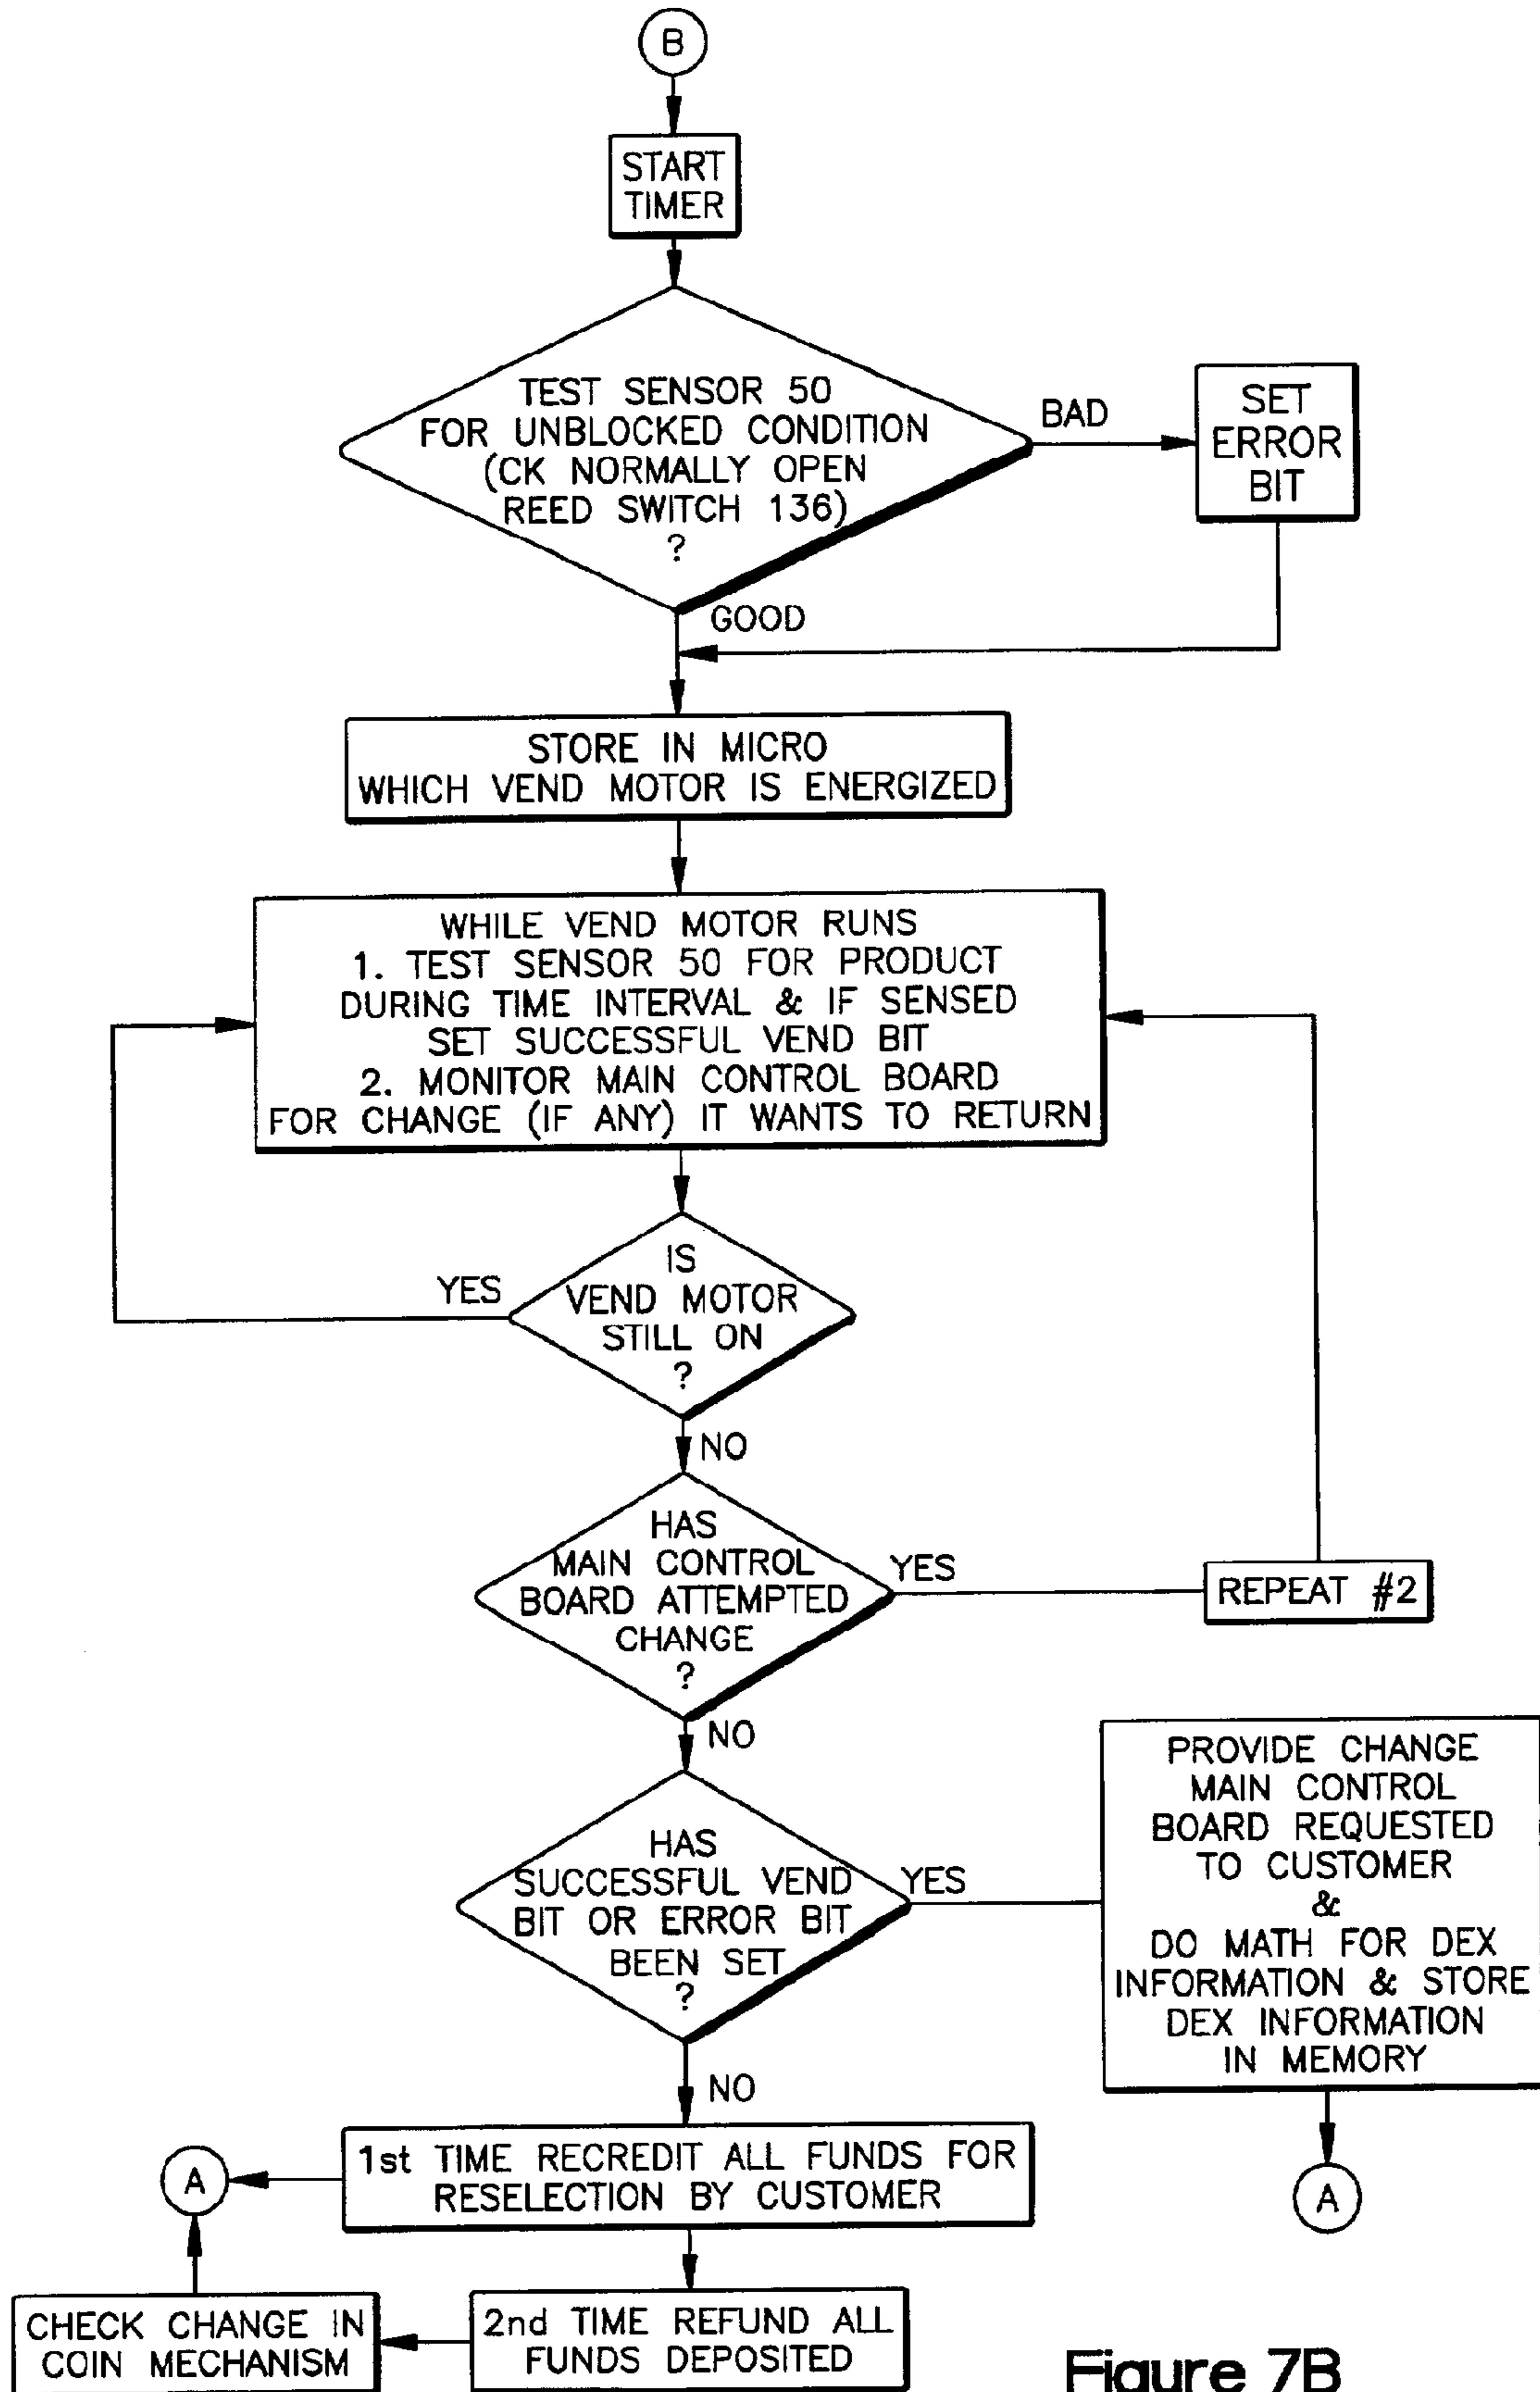 B
START
TIMER
TEST SENSOR 50
FOR UNBLOCKED CONDITION
(CK NORMALLY OPEN
REED SWITCH 136)
?
BAD
SET
ERROR
BIT
GOOD
STORE IN MICRO
WHICH VEND MOTOR IS ENERGIZED
WHILE VEND MOTOR RUNS
1. TEST SENSOR 50 FOR PRODUCT
DURING TIME INTERVAL & IF SENSED
SET SUCCESSFUL VEND BIT
2. MONITOR MAIN CONTROL BOARD
FOR CHANGE (IF ANY) IT WANTS TO RETURN
IS
VEND MOTOR
STILL ON
?
YES
NO
HAS
MAIN CONTROL
BOARD ATTEMPTED
CHANGE
?
YES
REPEAT #2
NO
HAS
SUCCESSFUL VEND
BIT OR ERROR BIT
BEEN SET
?
YES
PROVIDE CHANGE
MAIN CONTROL
BOARD REQUESTED
TO CUSTOMER
&
DO MATH FOR DEX
INFORMATION & STORE
DEX INFORMATION
IN MEMORY
A
NO
1st TIME RECREDIT ALL FUNDS FOR
RESELECTION BY CUSTOMER
A
2nd TIME REFUND ALL
FUNDS DEPOSITED
CHECK CHANGE IN
COIN MECHANISM
Figure 7B